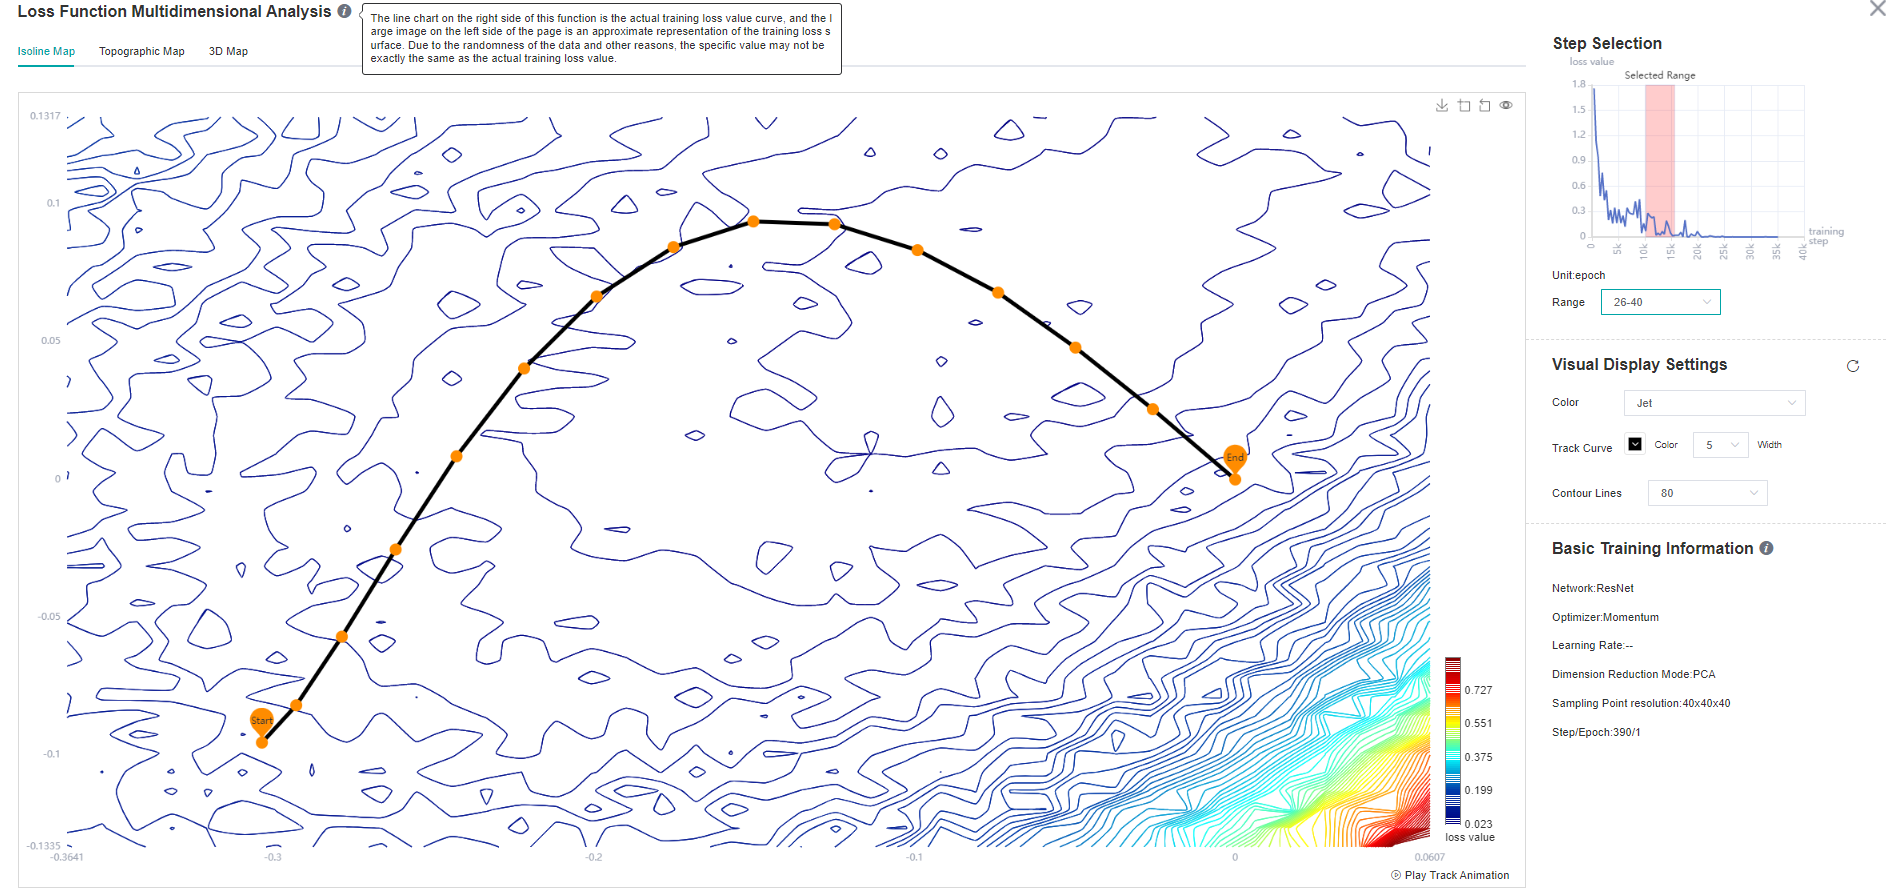 Loss Function Multidimensional Analysis
The line chart on the right side of this function is the actual training loss value curve, and the l
arge image on the left side of the page is an approximate representation of the training loss s
urface. Due to the randomness of the data and other reasons, the specific value may not be
exactly the same as the actual training loss value.
Isoline Map Topographic Map 3D Map
0.1317
0.1
0.05
0
-0.05
-0.1
-0.1335
-0.3641 -0.3 -0.2 -0.1 0 0.0607
Start
End
0.727
0.551
0.375
0.199
0.023
loss value
Play Track Animation
Step Selection
loss value
Selected Range
1.8
1.5
1.2
0.9
0.6
0.3
0
0 5k 10k 15k 20k 25k 30k 35k 40k
training
step
Unit:epoch
Range 26-40
Visual Display Settings
Color Jet
Track Curve Color 5 Width
Contour Lines 80
Basic Training Information
Network:ResNet
Optimizer:Momentum
Learning Rate:--
Dimension Reduction Mode:PCA
Sampling Point resolution:40x40x40
Step/Epoch:390/1